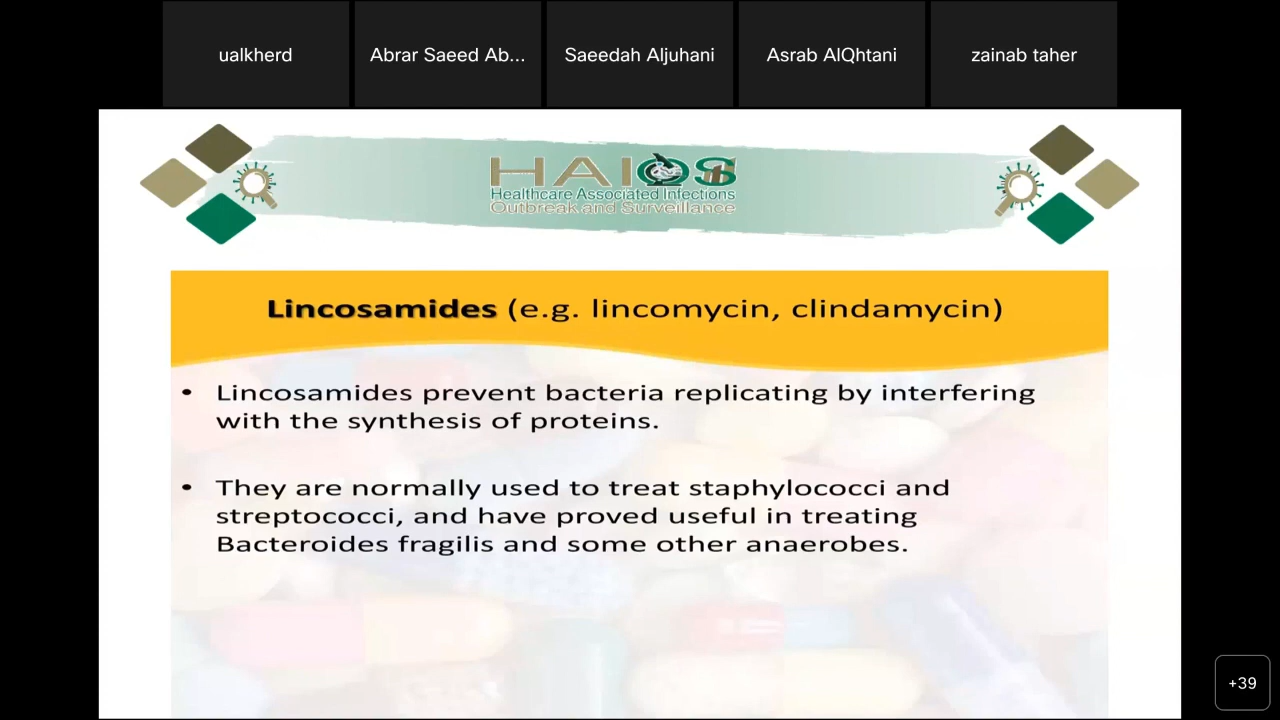 ualkherd
Abrar Saeed Ab...
Saeedah Aljuhani
Asrab AlQhtani
zainab taher
HAIOS
Healthcare Associated Infections
Outbreak and Surveillance
Lincosamides (e.g. lincomycin, clindamycin)
• Lincosamides prevent bacteria replicating by interfering
with the synthesis of proteins.
• They are normally used to treat staphylococci and
streptococci, and have proved useful in treating
Bacteroides fragilis and some other anaerobes.
+39